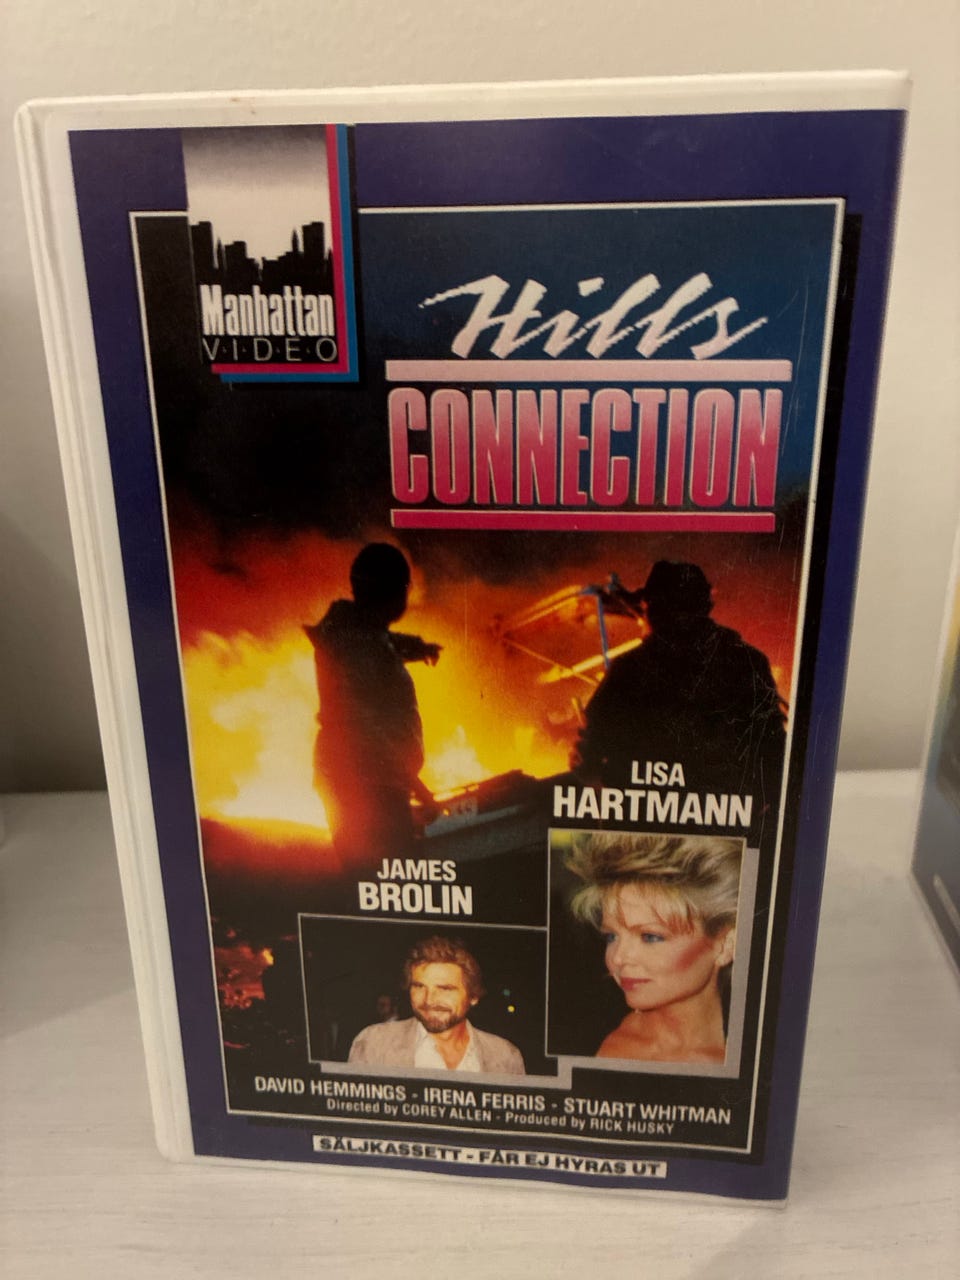 Manhattan
V·I·D·E·O
Hills
CONNECTION
LISA
HARTMANN
JAMES
BROLIN
DAVID HEMMINGS - IRENA FERRIS - STUART WHITMAN
Directed by COREY ALLEN - Produced by RICK HUSKY
SÄLJKASSETT - FÅR EJ HYRAS UT